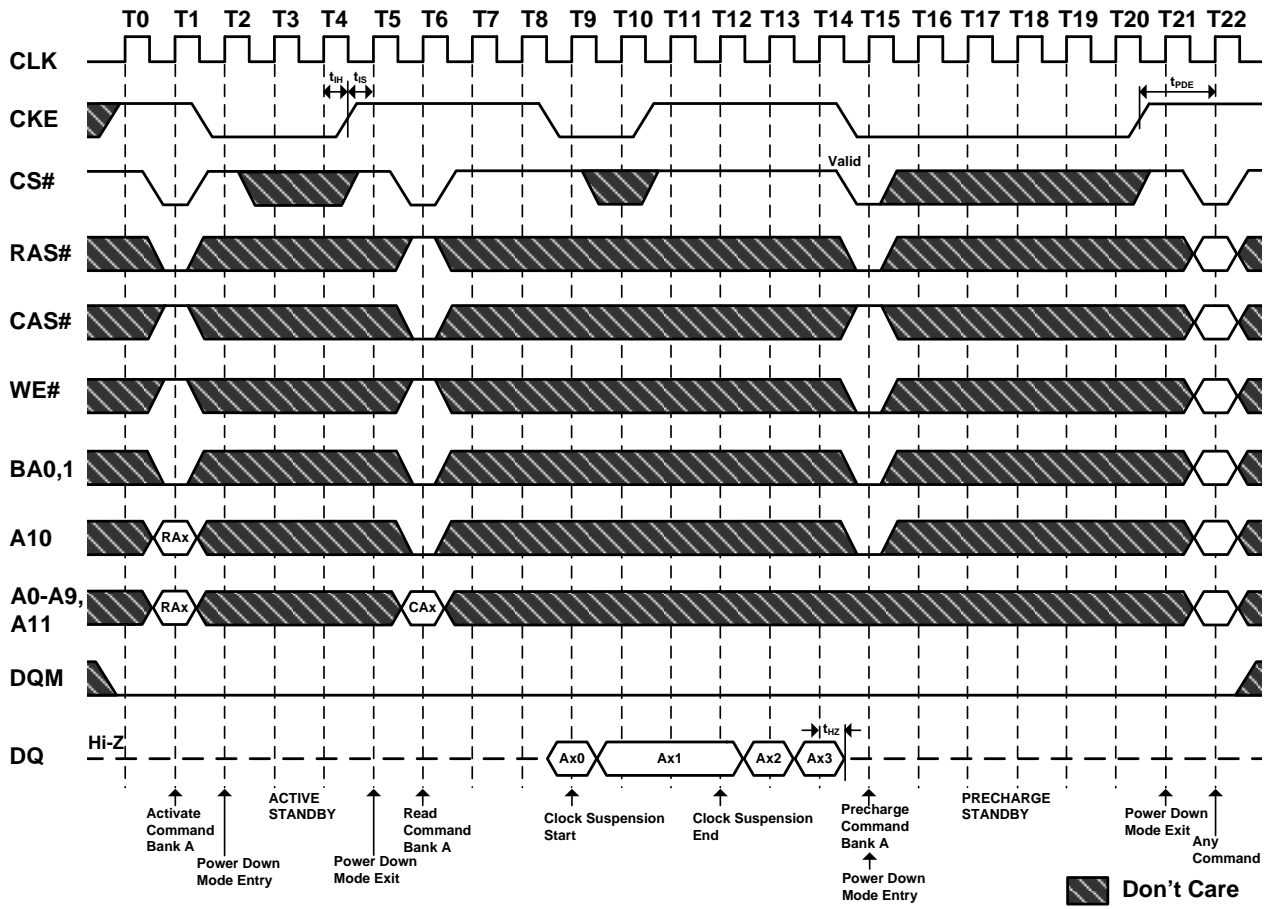 T0 T1 T2 T3 T4 T5 T6 T7 T8 T9 T10 T11 T12 T13 T14 T15 T16 T17 T18 T19 T20 T21 T22
CLK
tIH tIS
tPDE
CKE
Valid
CS#
RAS#
CAS#
WE#
BA0,1
A10
RAx
A0-A9,
A11
RAx CAx
DQM
tHZ
Hi-Z
DQ
Ax0 Ax1 Ax2 Ax3
Activate
Command
Bank A
Power Down
Mode Entry
ACTIVE
STANDBY
Power Down
Mode Exit
Read
Command
Bank A
Clock Suspension
Start
Clock Suspension
End
Precharge
Command
Bank A
Power Down
Mode Entry
PRECHARGE
STANDBY
Power Down
Mode Exit
Any
Command
Don't Care